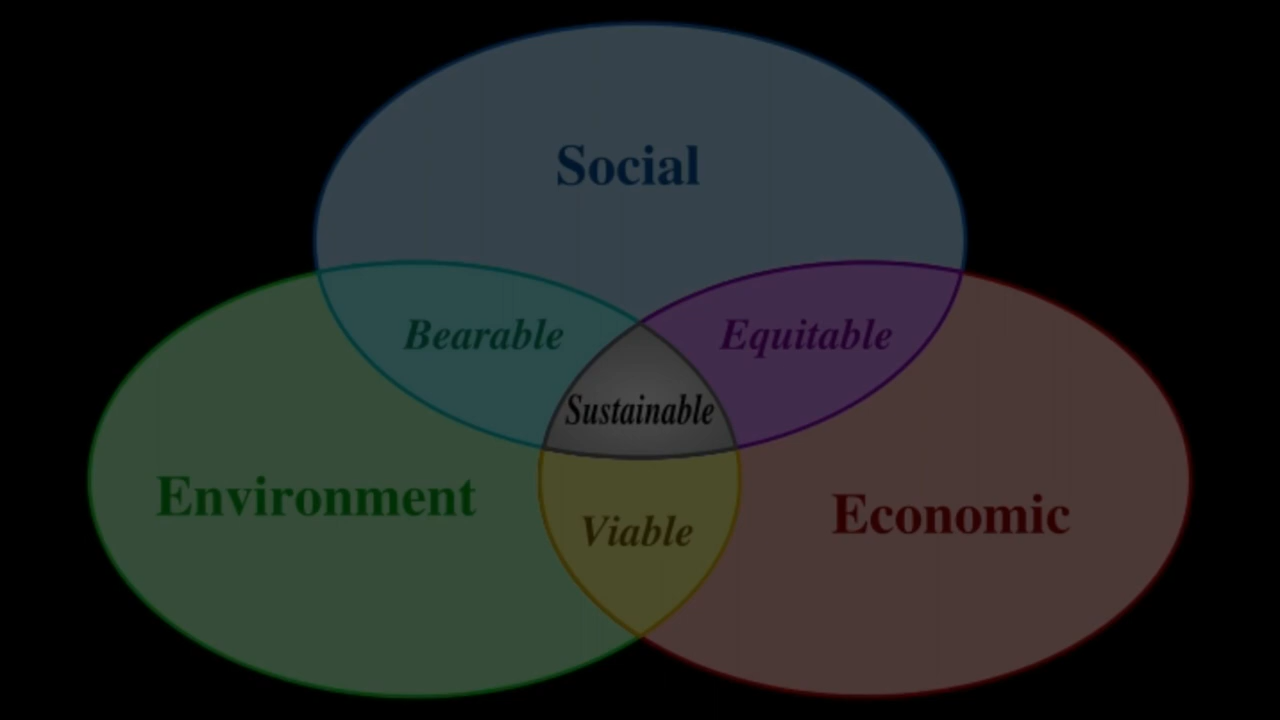 Social
Bearable
Equitable
Sustainable
Environment
Economic
Viable